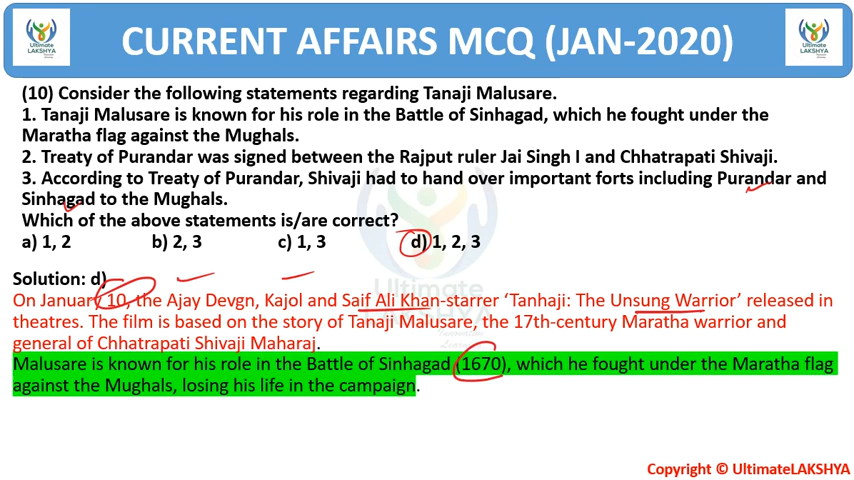 Ultimate
LAKSHYA
CURRENT AFFAIRS MCQ (JAN-2020)
Ultimate
LAKSHYA
(10) Consider the following statements regarding Tanaji Malusare.
1. Tanaji Malusare is known for his role in the Battle of Sinhagad, which he fought under the
Maratha flag against the Mughals.
2. Treaty of Purandar was signed between the Rajput ruler Jai Singh I and Chhatrapati Shivaji.
3. According to Treaty of Purandar, Shivaji had to hand over important forts including Purandar and
Sinhagad to the Mughals.
Which of the above statements is/are correct?
a) 1, 2 b) 2, 3 c) 1, 3 d) 1, 2, 3
Solution: d)
On January 10, the Ajay Devgn, Kajol and Saif Ali Khan-starrer ‘Tanhaji: The Unsung Warrior’ released in
theatres. The film is based on the story of Tanaji Malusare, the 17th-century Maratha warrior and
general of Chhatrapati Shivaji Maharaj.
Malusare is known for his role in the Battle of Sinhagad (1670), which he fought under the Maratha flag
against the Mughals, losing his life in the campaign.
Copyright © UltimateLAKSHYA